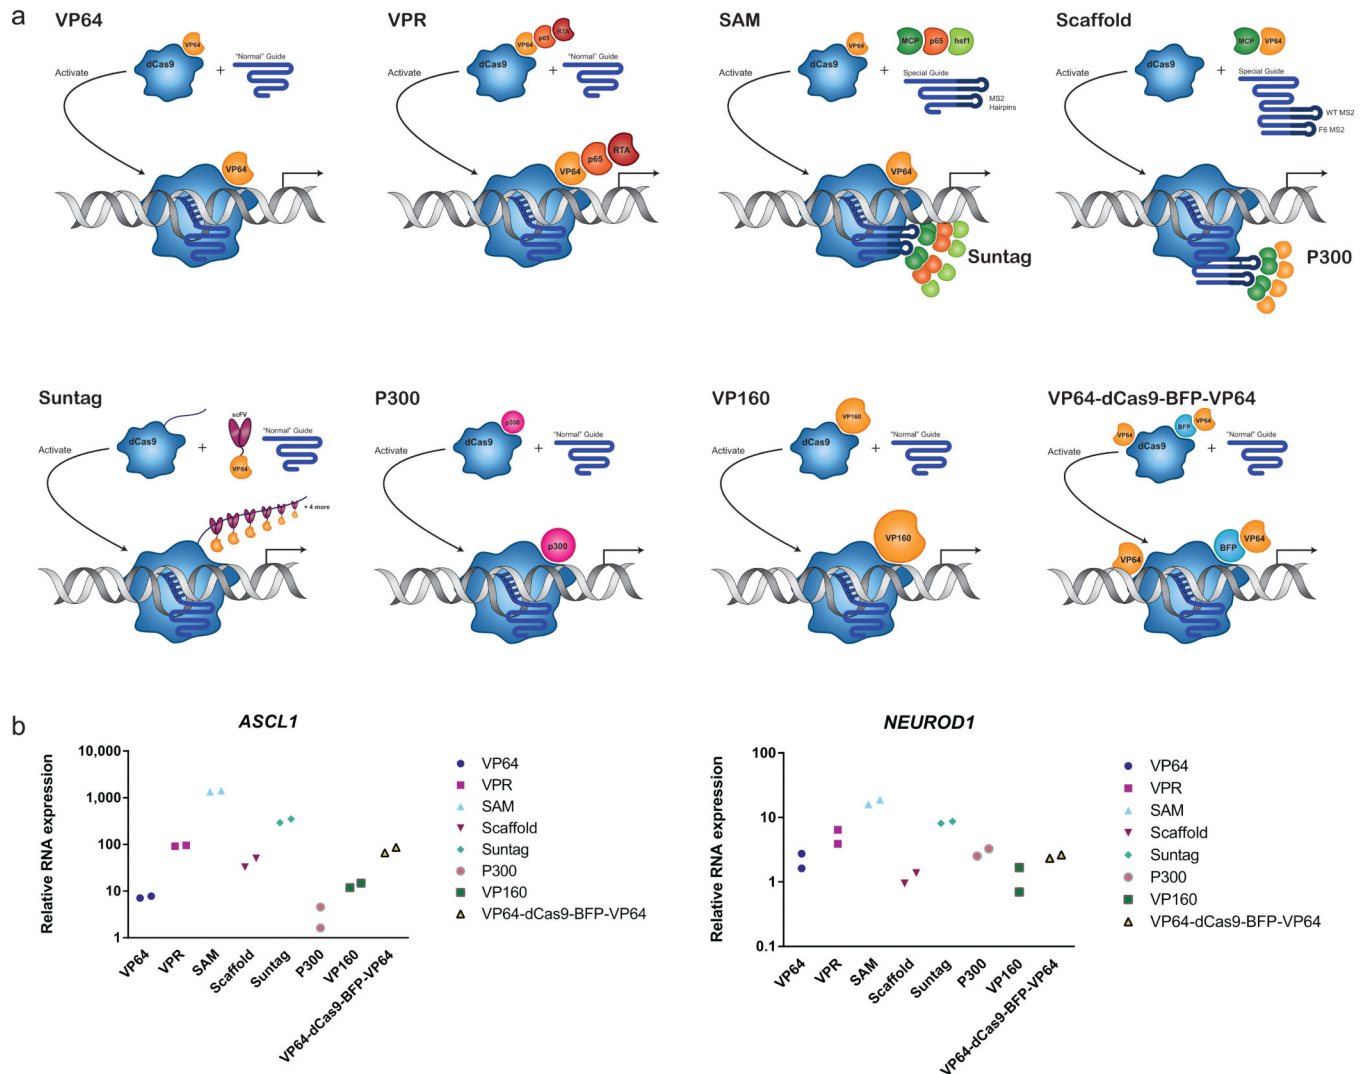 a
VP64
VP64
dCas9
+
"Normal" Guide
Activate
VP64
VPR
VP64
p65
RTA
dCas9
+
"Normal" Guide
Activate
VP64
p65
RTA
SAM
VP64
dCas9
+
MCP
p65
hsf1
Special Guide
MS2
Hairpins
Activate
VP64
Suntag
Scaffold
dCas9
+
MCP
VP64
Special Guide
WT MS2
F6 MS2
Activate
P300
Suntag
dCas9
+
scFV
VP64
"Normal" Guide
Activate
+ 4 more
P300
p300
dCas9
+
"Normal" Guide
Activate
p300
VP160
VP160
dCas9
+
"Normal" Guide
Activate
VP160
VP64-dCas9-BFP-VP64
VP64
BFP
VP64
dCas9
+
"Normal" Guide
Activate
VP64
BFP
VP64
b
ASCL1
Relative RNA expression
10,000
1,000
100
10
1
VP64
VPR
SAM
Scaffold
Suntag
P300
VP160
VP64-dCas9-BFP-VP64
VP64
VPR
SAM
Scaffold
Suntag
P300
VP160
VP64-dCas9-BFP-VP64
NEUROD1
Relative RNA expression
100
10
1
0.1
VP64
VPR
SAM
Scaffold
Suntag
P300
VP160
VP64-dCas9-BFP-VP64
VP64
VPR
SAM
Scaffold
Suntag
P300
VP160
VP64-dCas9-BFP-VP64